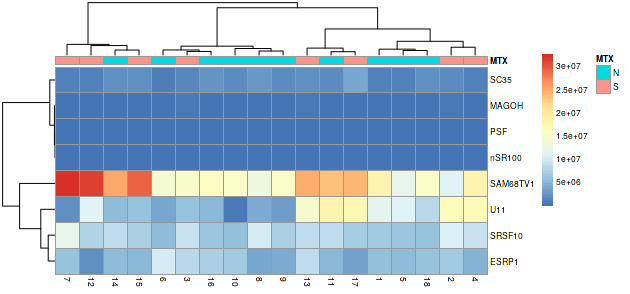 MTX
SC35
MAGOH
PSF
nSR100
SAM68TV1
U11
SRSF10
ESRP1
7 12 14 15 6 3 16 10 8 9 13 11 17 1 5 18 2 4
3e+07
2.5e+07
2e+07
1.5e+07
1e+07
5e+06
MTX
N
S